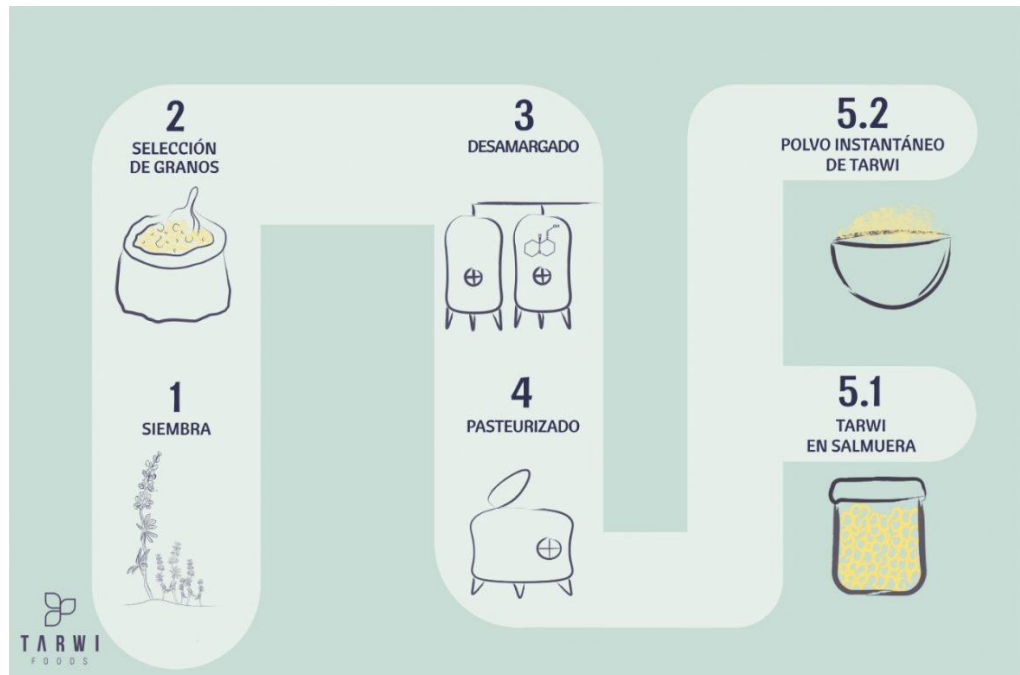 1
SIEMBRA
2
SELECCIÓN
DE GRANOS
3
DESAMARGADO
4
PASTEURIZADO
5.1
TARWI
EN SALMUERA
5.2
POLVO INSTANTÁNEO
DE TARWI
TARWI
FOODS